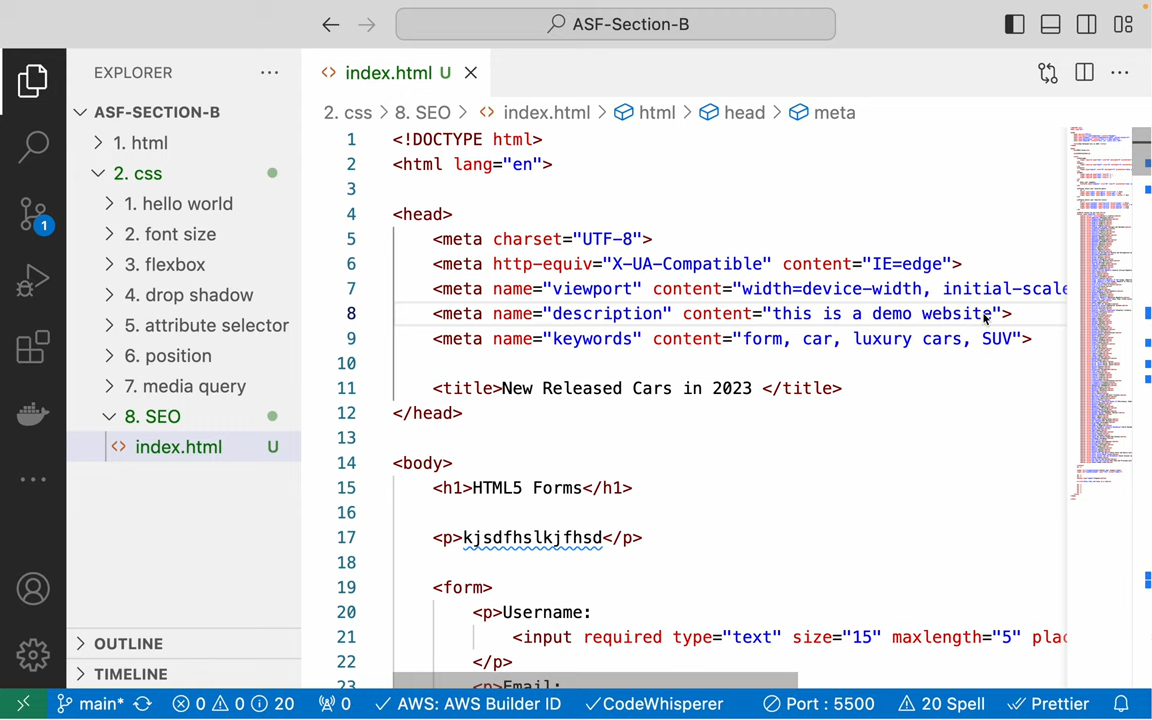 ASF-Section-B
EXPLORER
index.html U
ASF-SECTION-B
2. css > 8. SEO > index.html > html > head > meta
1. html
2. css
1. hello world
2. font size
3. flexbox
4. drop shadow
5. attribute selector
6. position
7. media query
8. SEO
index.html U
1
OUTLINE
TIMELINE
1 <!DOCTYPE html>
2 <html lang="en">
3
4 <head>
5 <meta charset="UTF-8">
6 <meta http-equiv="X-UA-Compatible" content="IE=edge">
7 <meta name="viewport" content="width=device-width, initial-scale
8 <meta name="description" content="this is a demo website">
9 <meta name="keywords" content="form, car, luxury cars, SUV">
10
11 <title>New Released Cars in 2023 </title>
12 </head>
13
14 <body>
15 <h1>HTML5 Forms</h1>
16
17 <p>kjsdfhslkjfhsd</p>
18
19 <form>
20 <p>Username:
21 <input required type="text" size="15" maxlength="5" plac
22 </p>
23 <p>Email:
main* 0 0 20 0 AWS: AWS Builder ID CodeWhisperer Port : 5500 20 Spell Prettier